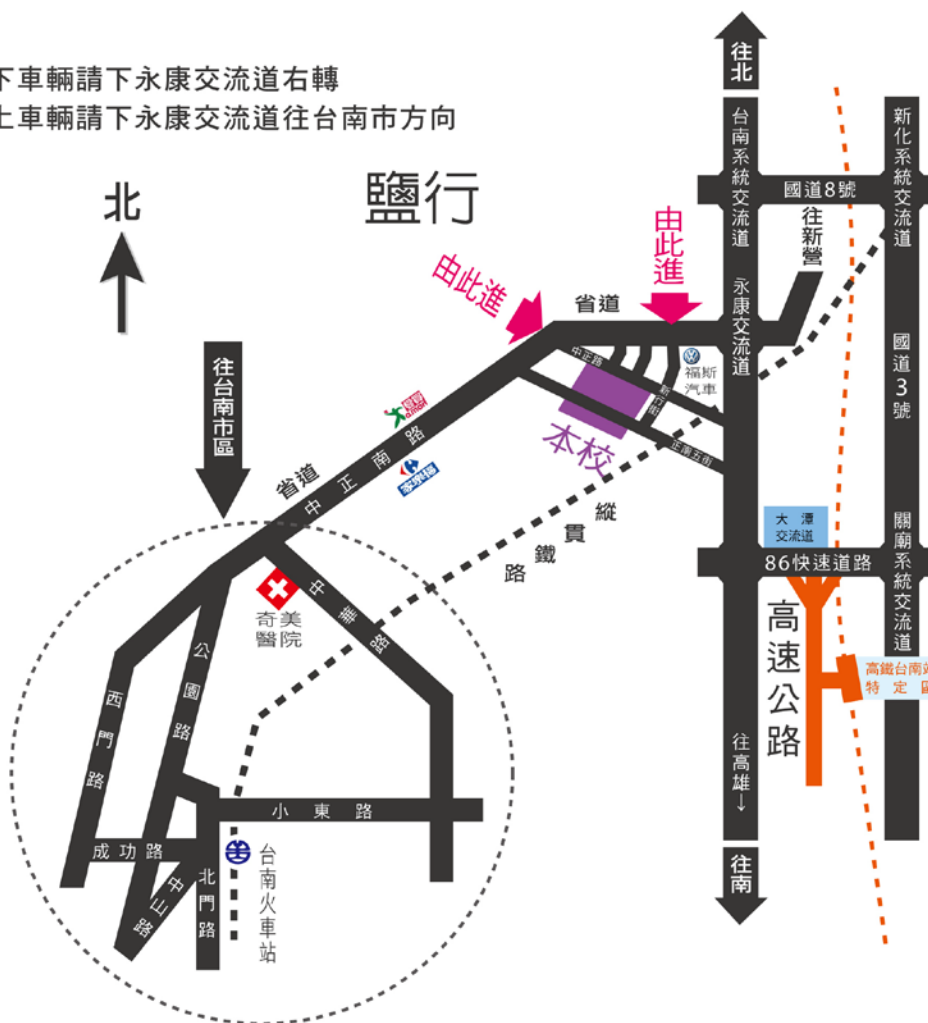 下車輛請下永康交流道右轉
上車輛請下永康交流道往台南市方向
北
鹽行
往北
台南系統交流道
新化系統交流道
國道8號
往新營
由此進
由此進
省道
永康交流道
國道3號
中正路
福斯
汽車
新行街
往台南市區
本校
正南五街
省道
中正南路
家樂福
縱貫鐵路
大潭
交流道
86快速道路
關廟系統交流道
奇美
醫院
中華路
高速公路
高鐵台南站
特定區
公園路
西門路
往高雄↓
小東路
成功路
中山路
北門路
台南火車站
往南